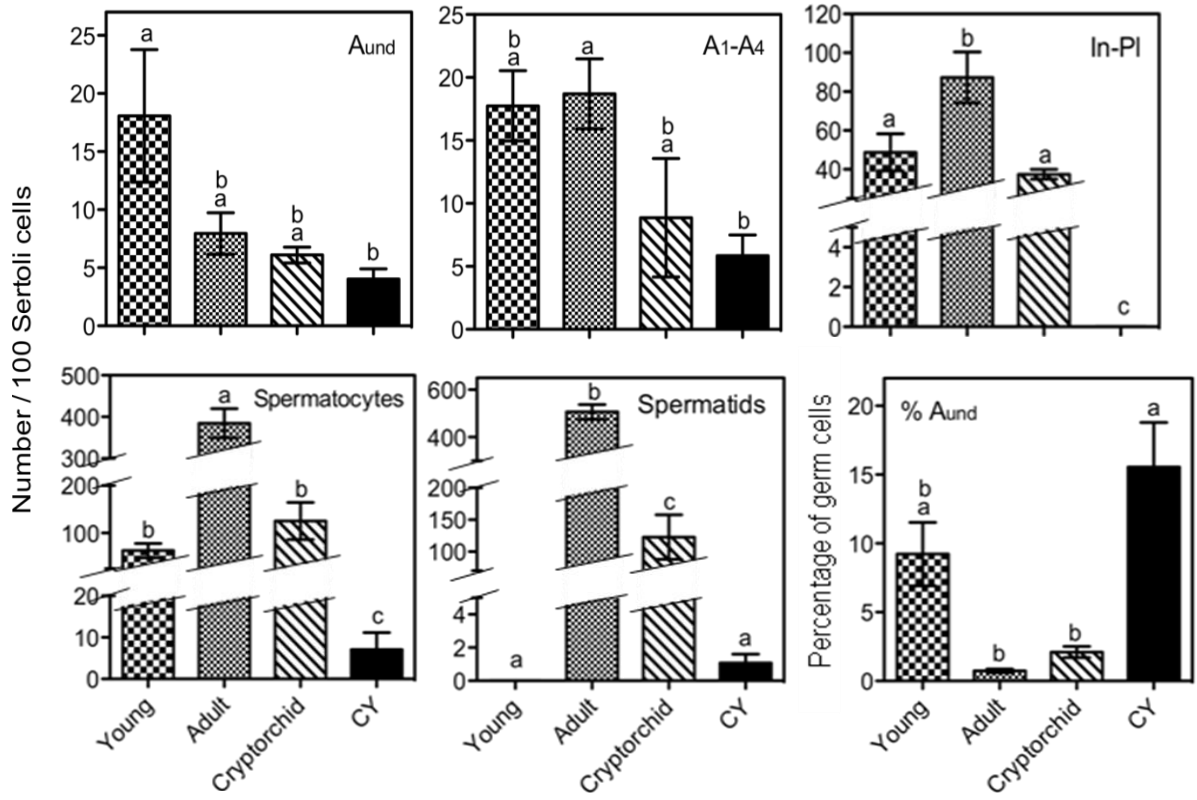 Number / 100 Sertoli cells
Aund
25
20
15
10
5
0
a
b
a
b
a
b
A1-A4
25
20
15
10
5
0
b
a
a
b
a
b
In-Pl
120
100
80
60
40
4
2
0
a
b
a
c
Spermatocytes
500
400
300
200
100
20
10
0
b
a
b
c
Young
Adult
Cryptorchid
CY
Spermatids
600
400
200
150
100
4
2
0
a
b
c
a
Young
Adult
Cryptorchid
CY
Percentage of germ cells
% Aund
20
15
10
5
0
b
a
b
b
a
Young
Adult
Cryptorchid
CY